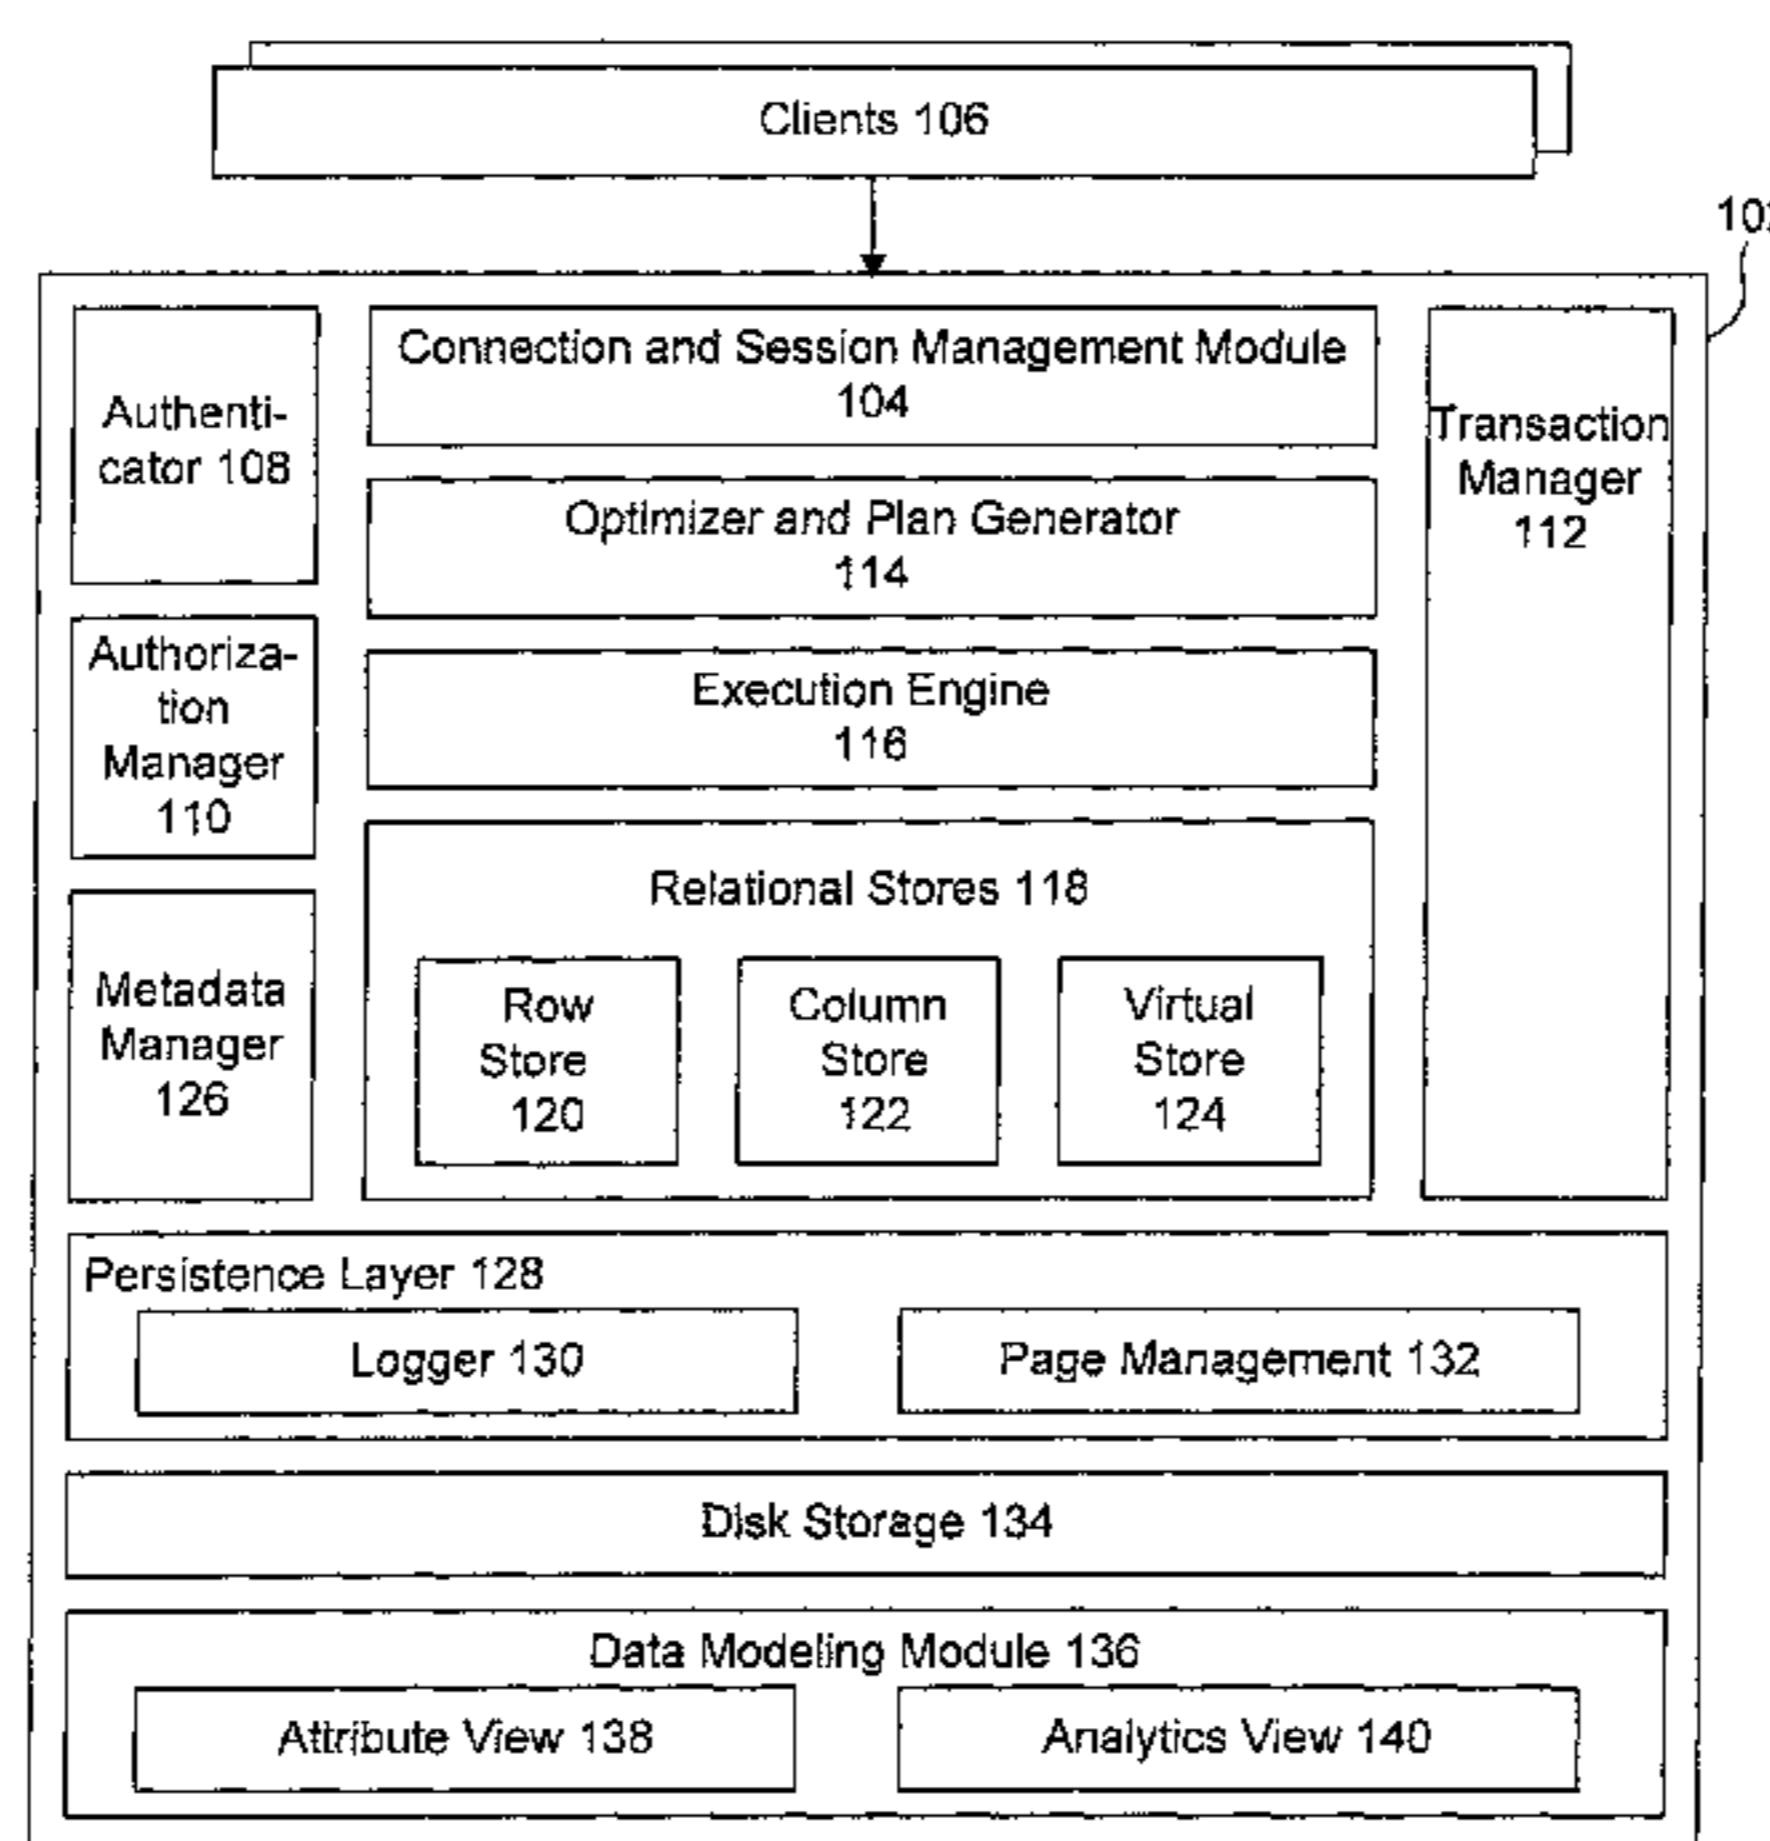 Clients 106
Authenti-
cator 108
Connection and Session Management Module
104
Transaction
Manager
112
Optimizer and Plan Generator
114
Authoriza-
tion
Manager
110
Execution Engine
116
Relational Stores 118
Metadata
Manager
126
Row
Store
120
Column
Store
122
Virtual
Store
124
Persistence Layer 128
Logger 130
Page Management 132
Disk Storage 134
Data Modeling Module 136
Attribute View 138
Analytics View 140